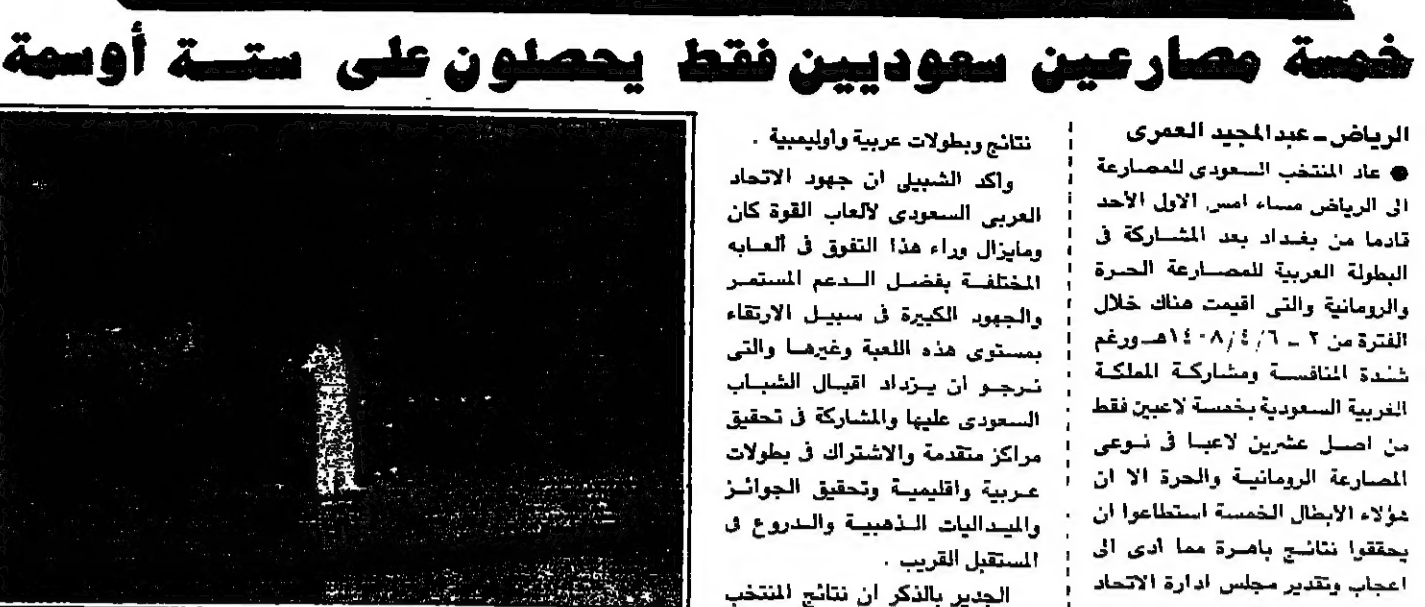 خمسة مصارعين سعوديين فقط يحصلون على ستة أوسمة
الرياض ـ عبدالمجيد العمرى
● عاد المنتخب السعودى للمصارعة
الى الرياض مساء امس الاول الأحد
قادما من بغداد بعد المشاركة فى
البطولة العربية للمصارعة الحرة
والرومانية والتى اقيمت هناك خلال
الفترة من ٢ ـ ١٤٠٨/٤/٦هـ ورغم
شدة المنافسة ومشاركة المملكة
العربية السعودية بخمسة لاعبين فقط
من اصل عشرين لاعبا فى نوعى
المصارعة الرومانية والحرة الا ان
هؤلاء الابطال الخمسة استطاعوا ان
يحققوا نتائج باهرة مما ادى الى
اعجاب وتقدير مجلس ادارة الاتحاد
نتائج وبطولات عربية وأوليمبية .
واكد الشبيلى ان جهود الاتحاد
العربى السعودى لألعاب القوة كان
ومايزال وراء هذا التفوق فى ألعابه
المختلفة بفضل الدعم المستمر
والجهود الكبيرة فى سبيل الارتقاء
بمستوى هذه اللعبة وغيرها والتى
نرجو ان يزداد اقبال الشباب
السعودى عليها والمشاركة فى تحقيق
مراكز متقدمة والاشتراك فى بطولات
عربية واقليمية وتحقيق الجوائز
والميداليات الذهبية والدروع فى
المستقبل القريب .
الجدير بالذكر ان نتائج المنتخب